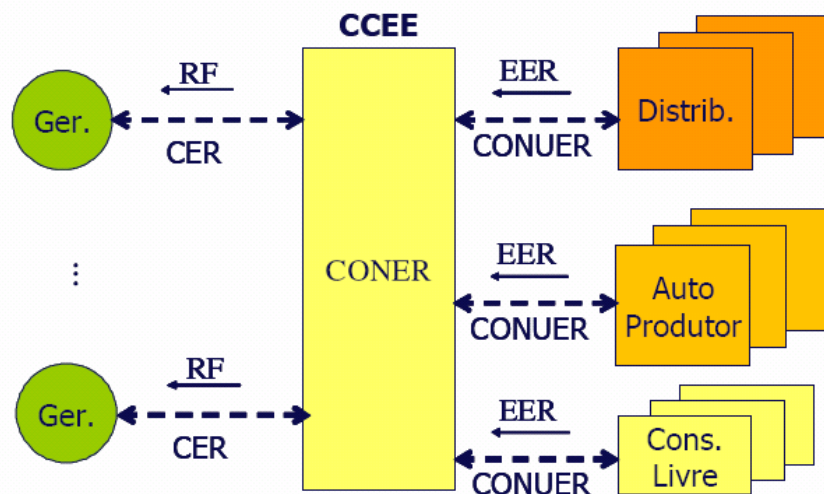 CCEE
RF
EER
Ger.
Distrib.
CER
CONUER
EER
⋮
CONER
Auto
Produtor
CONUER
RF
EER
Ger.
Cons.
Livre
CER
CONUER